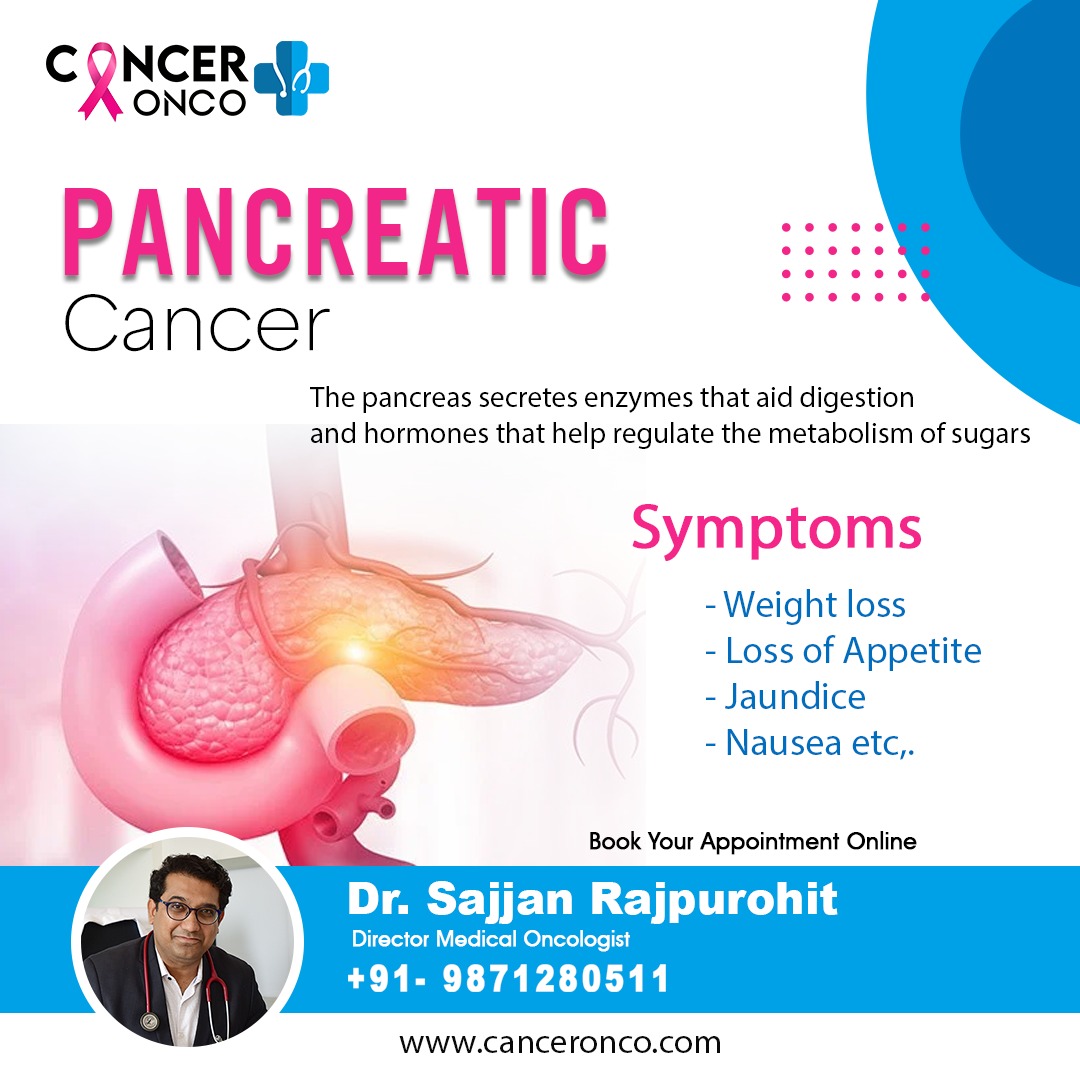 CANCER
ONCO
PANCREATIC
Cancer
The pancreas secretes enzymes that aid digestion
and hormones that help regulate the metabolism of sugars
Symptoms
- Weight loss
- Loss of Appetite
- Jaundice
- Nausea etc,.
Book Your Appointment Online
Dr. Sajjan Rajpurohit
Director Medical Oncologist
+91- 9871280511
www.canceronco.com